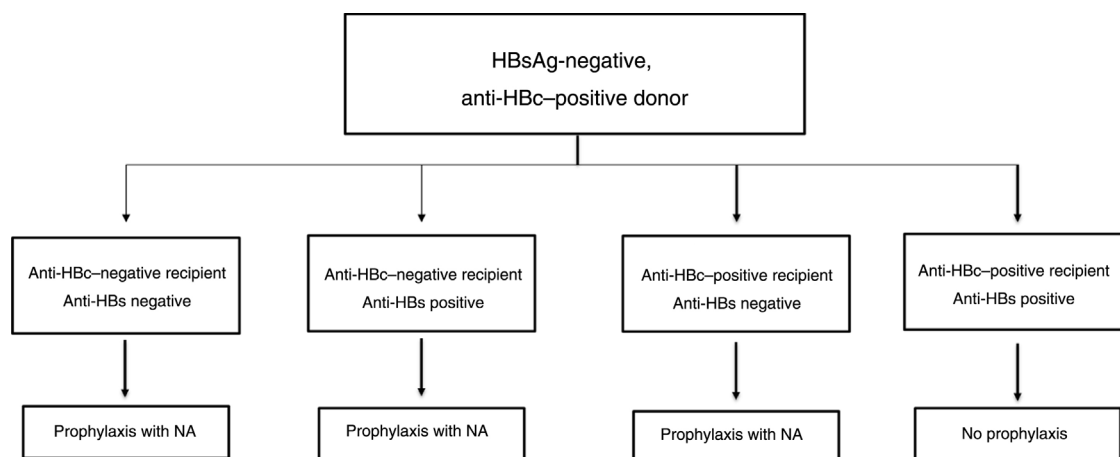 HBsAg-negative,
anti-HBc–positive donor
Anti-HBc–negative recipient
Anti-HBs negative
Anti-HBc–negative recipient
Anti-HBs positive
Anti-HBc–positive recipient
Anti-HBs negative
Anti-HBc–positive recipient
Anti-HBs positive
Prophylaxis with NA
Prophylaxis with NA
Prophylaxis with NA
No prophylaxis